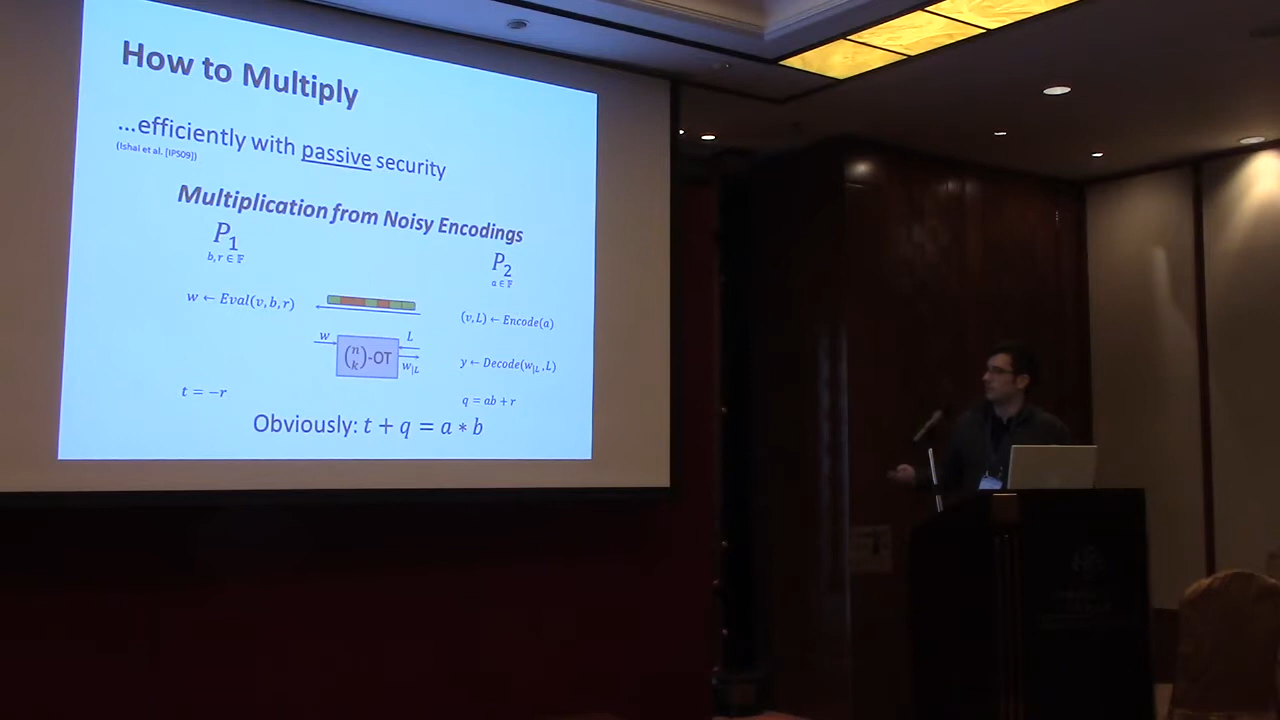 How to Multiply
...efficiently with passive security
(Ishai et al. [IPS09])
Multiplication from Noisy Encodings
P₁
b, r ∈ 𝔽
P₂
a ∈ 𝔽
w ← Eval(v, b, r)
(v, L) ← Encode(a)
w
(n k)-OT
L
w|L
y ← Decode(w|L, L)
t = −r
q = ab + r
Obviously: t + q = a * b